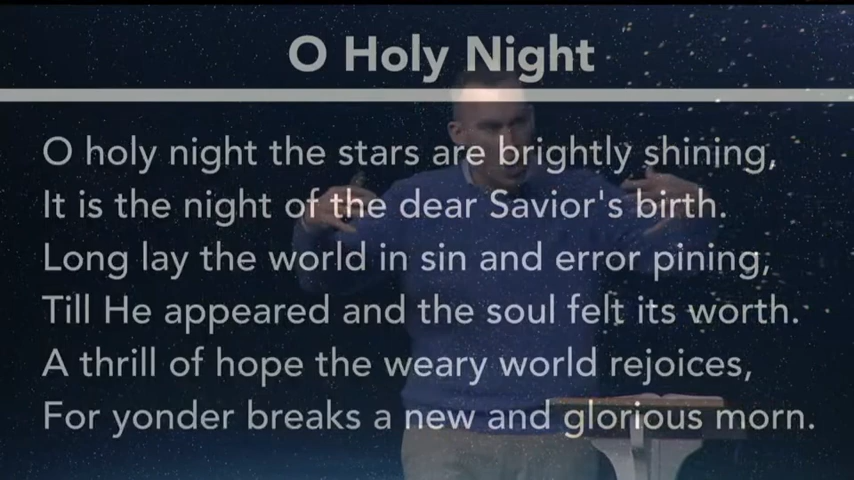 O Holy Night
O holy night the stars are brightly shining,
It is the night of the dear Savior's birth.
Long lay the world in sin and error pining,
Till He appeared and the soul felt its worth.
A thrill of hope the weary world rejoices,
For yonder breaks a new and glorious morn.